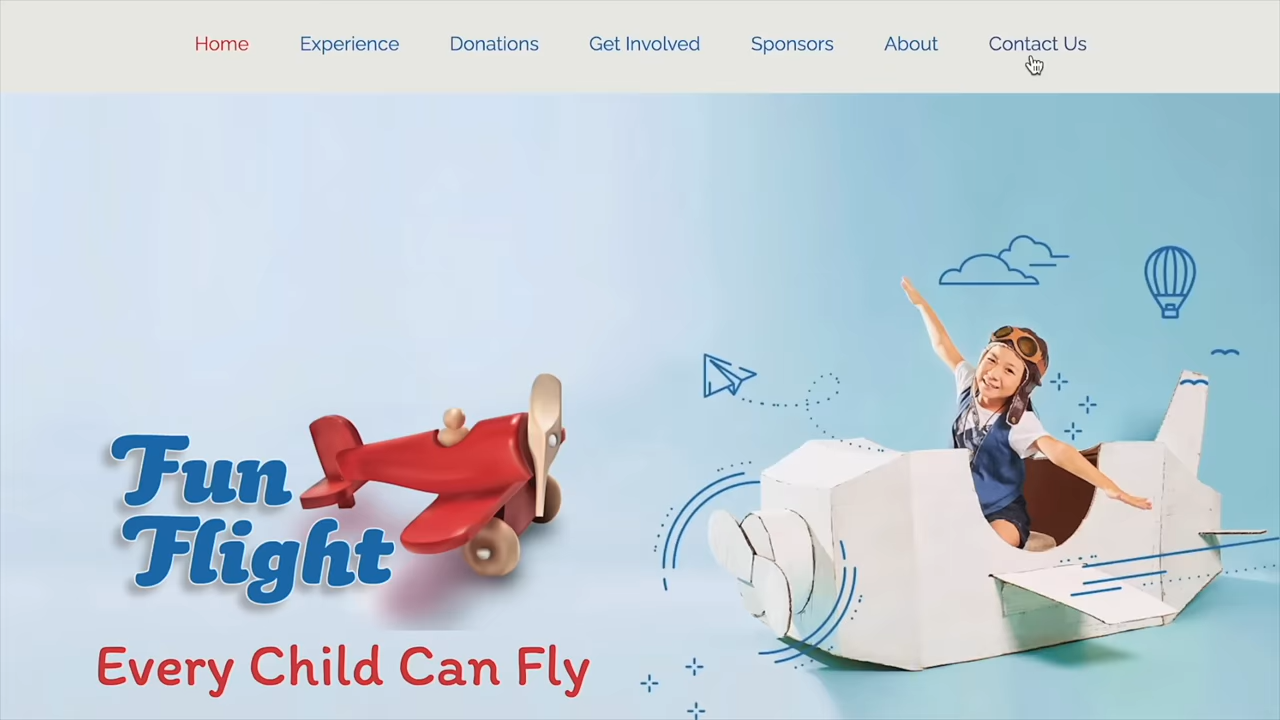 Home Experience Donations Get Involved Sponsors About Contact Us
Fun
Flight
Every Child Can Fly